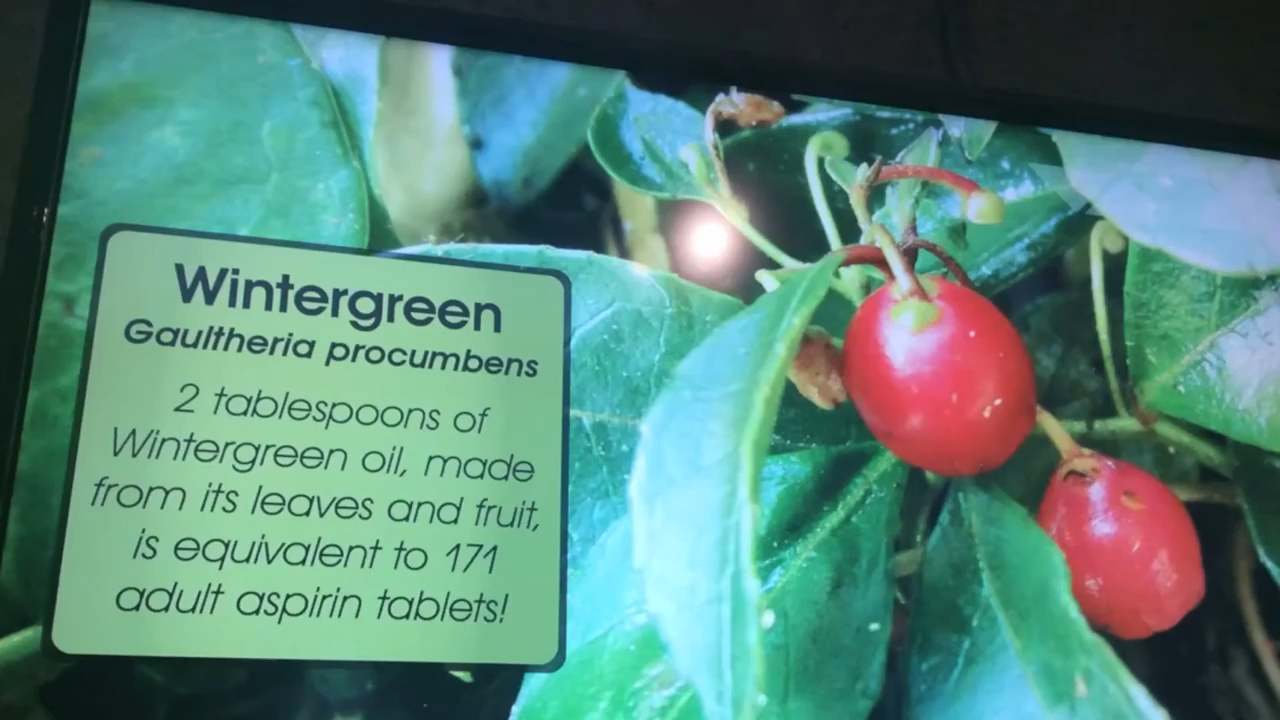 Wintergreen
Gaultheria procumbens
2 tablespoons of
Wintergreen oil, made
from its leaves and fruit,
is equivalent to 171
adult aspirin tablets!